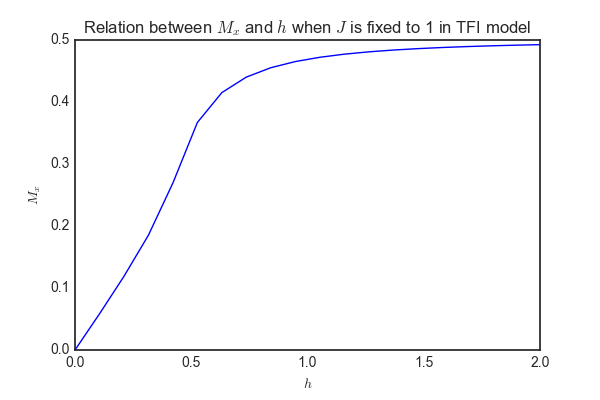 Relation between $M_x$ and $h$ when $J$ is fixed to 1 in TFI model
0.5
0.4
0.3
0.2
0.1
0.0
$M_x$
0.0 0.5 1.0 1.5 2.0
$h$